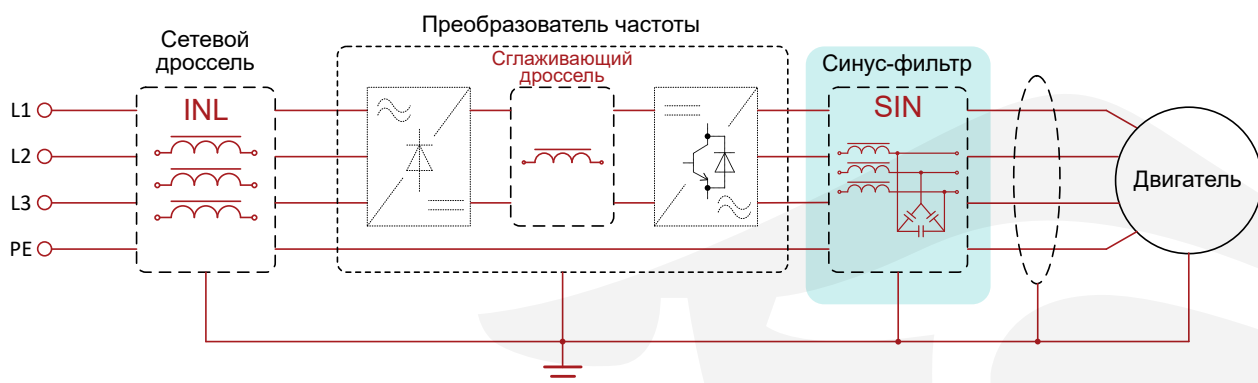 Преобразователь частоты
Сетевой
дроссель
Сглаживающий
дроссель
Синус-фильтр
L1
INL
SIN
L2
L3
Двигатель
PE